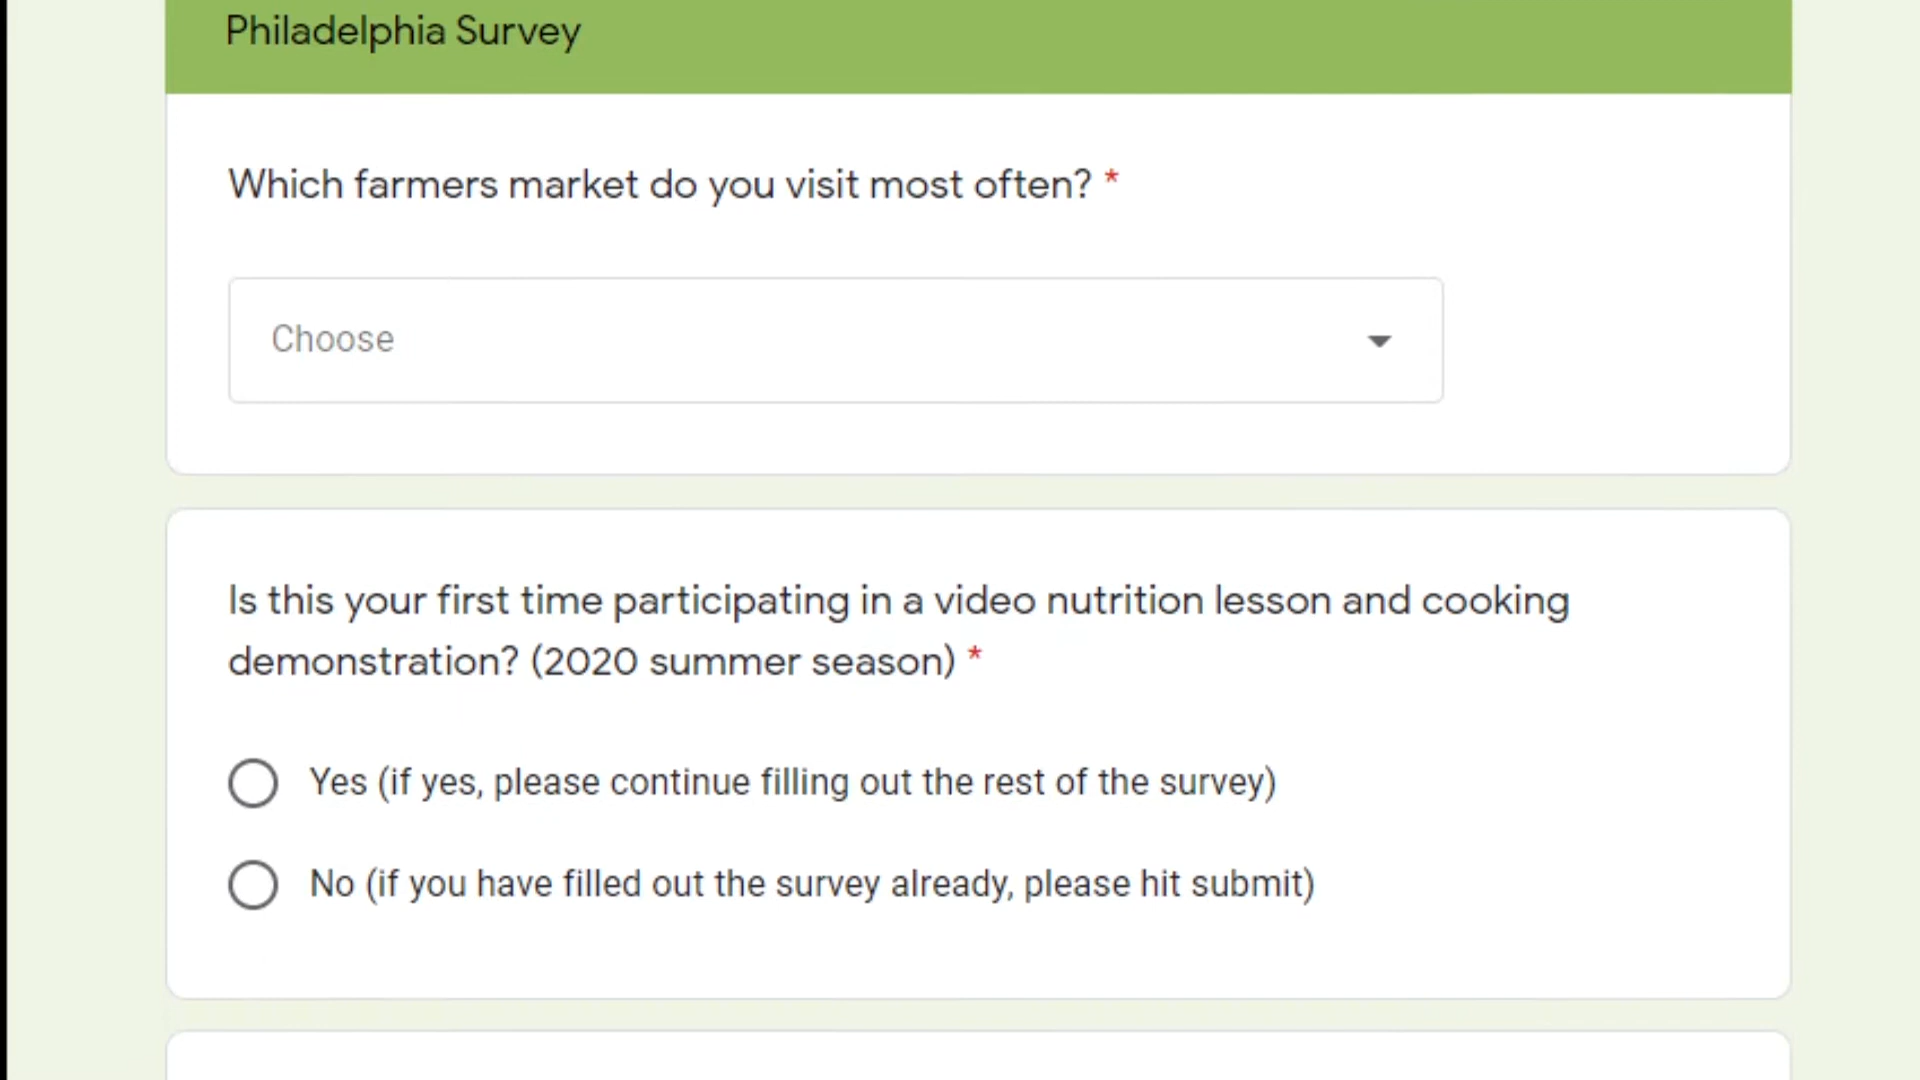 Philadelphia Survey
Which farmers market do you visit most often? *
Choose
Is this your first time participating in a video nutrition lesson and cooking
demonstration? (2020 summer season) *
Yes (if yes, please continue filling out the rest of the survey)
No (if you have filled out the survey already, please hit submit)